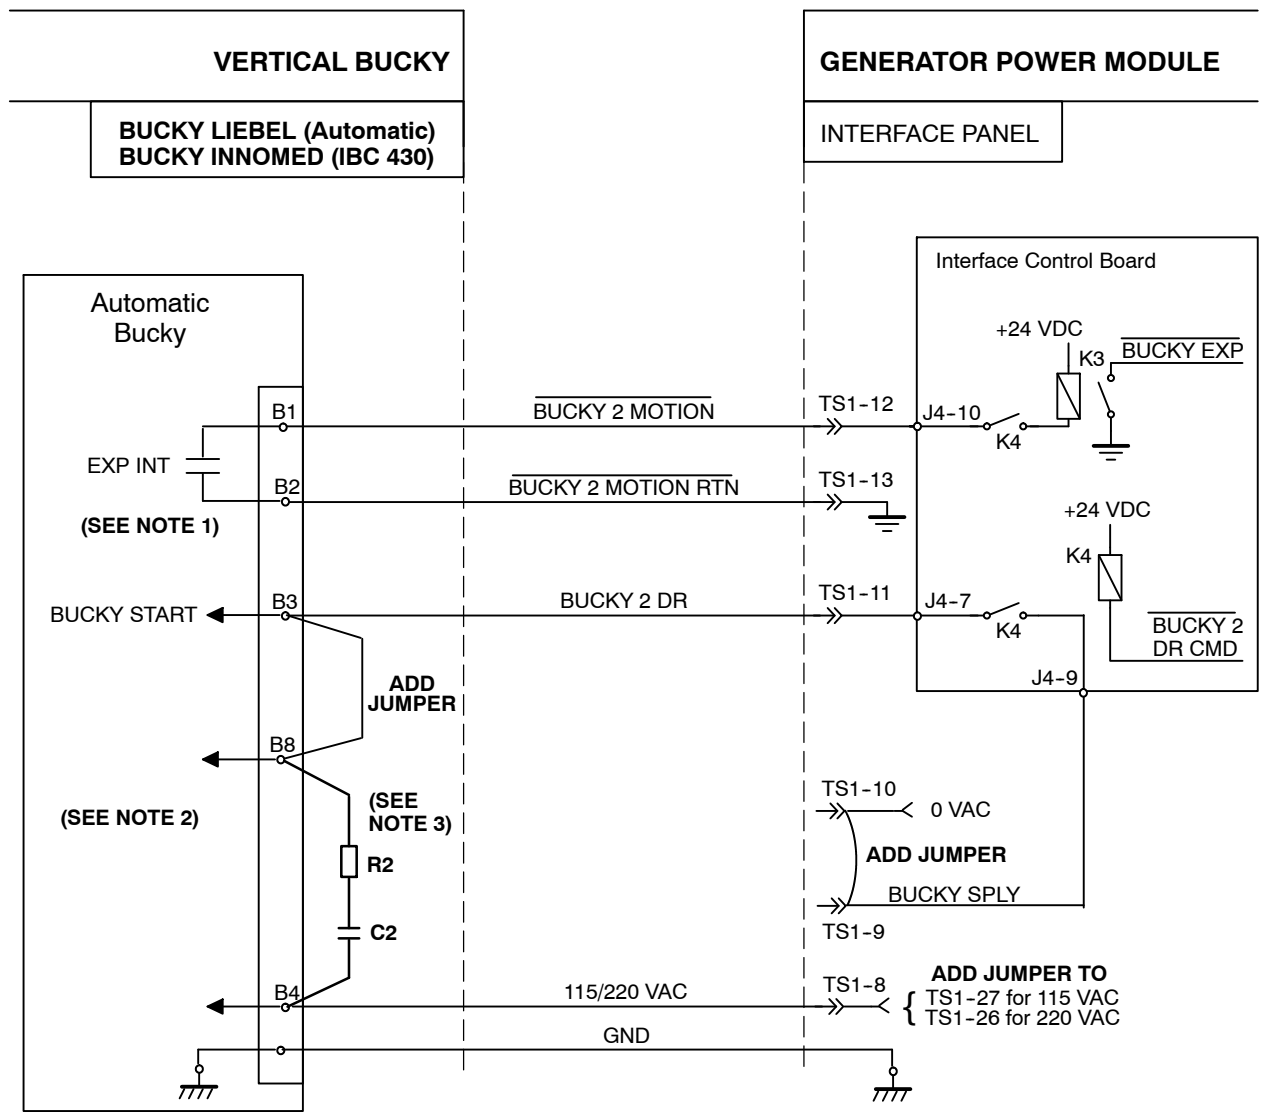 VERTICAL BUCKY
GENERATOR POWER MODULE
BUCKY LIEBEL (Automatic)
BUCKY INNOMED (IBC 430)
INTERFACE PANEL
Interface Control Board
Automatic
Bucky
+24 VDC
K3
BUCKY EXP
B1
BUCKY 2 MOTION
TS1-12
J4-10
K4
EXP INT
B2
BUCKY 2 MOTION RTN
TS1-13
(SEE NOTE 1)
+24 VDC
K4
BUCKY START
B3
BUCKY 2 DR
TS1-11
J4-7
K4
BUCKY 2
DR CMD
J4-9
ADD
JUMPER
B8
(SEE NOTE 2)
(SEE
NOTE 3)
R2
C2
TS1-10
0 VAC
ADD JUMPER
BUCKY SPLY
TS1-9
B4
115/220 VAC
TS1-8
ADD JUMPER TO
{ TS1-27 for 115 VAC
TS1-26 for 220 VAC
GND